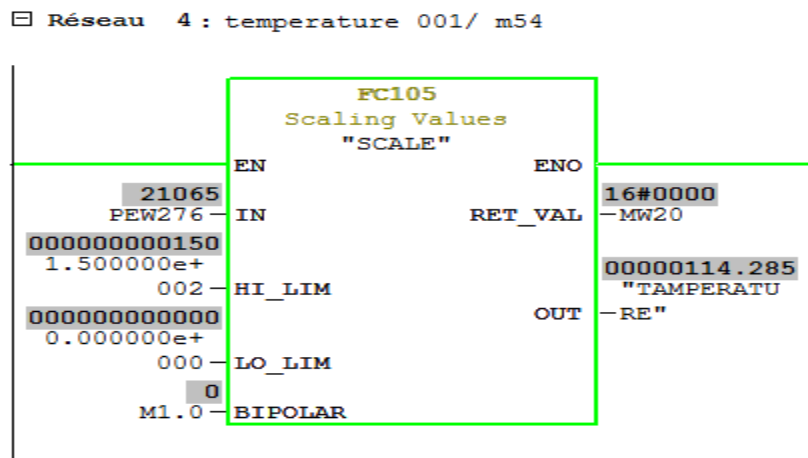 Réseau 4 : temperature 001/ m54
FC105
Scaling Values
"SCALE"
EN ENO
21065 16#0000
PEW276 IN RET_VAL MW20
000000000150
1.500000e+ 00000114.285
002 HI_LIM "TAMPERATU
000000000000 OUT RE"
0.000000e+
000 LO_LIM
0
M1.0 BIPOLAR